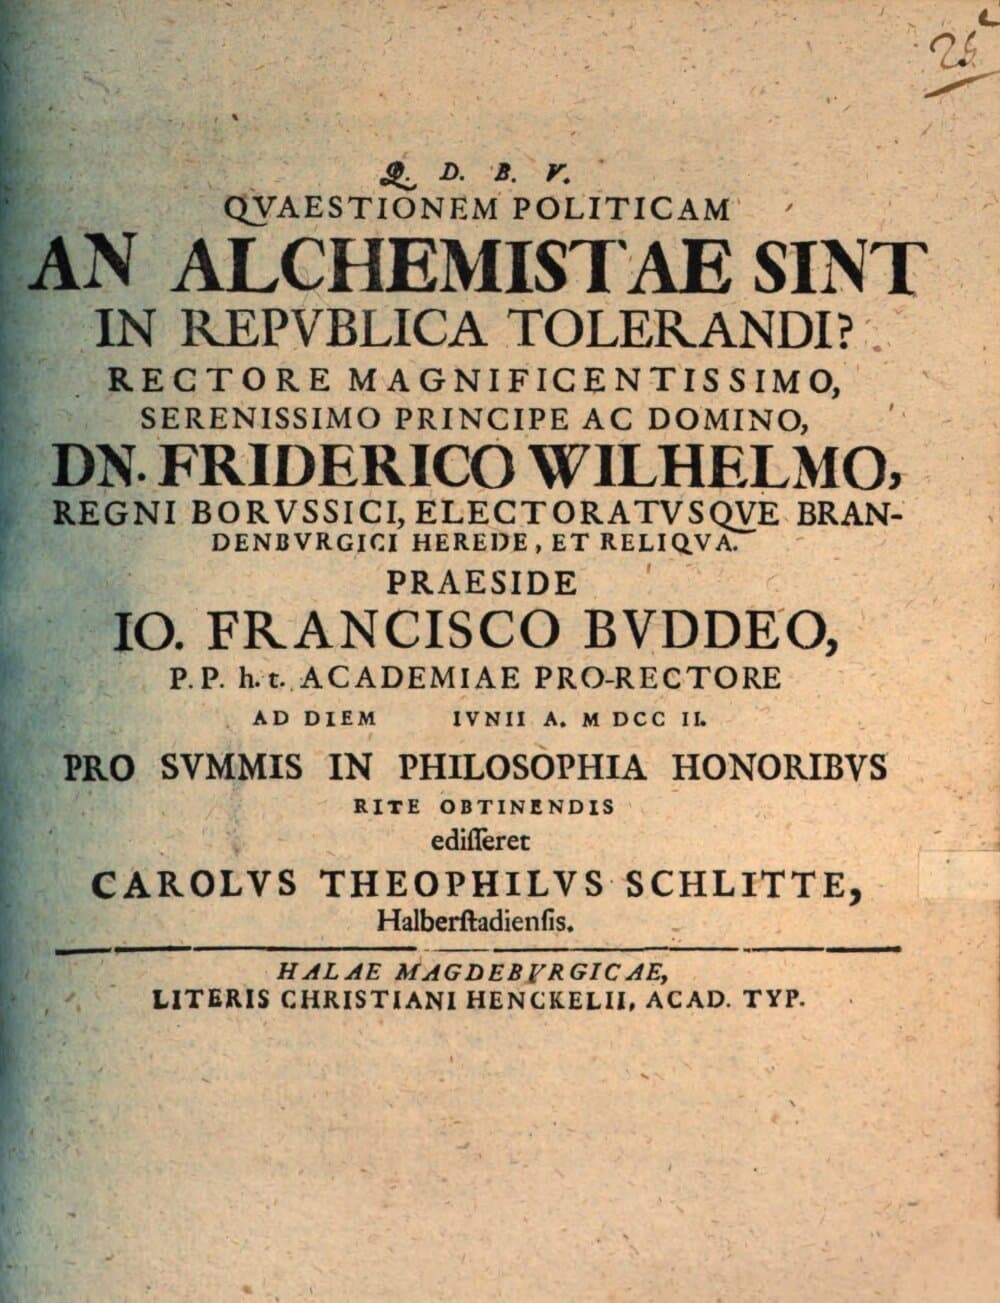 25
Q. D. B. V.
QVAESTIONEM POLITICAM
AN ALCHEMISTAE SINT
IN REPVBLICA TOLERANDI?
RECTORE MAGNIFICENTISSIMO,
SERENISSIMO PRINCIPE AC DOMINO,
DN. FRIDERICO WILHELMO,
REGNI BORVSSICI, ELECTORATVSQVE BRAN-
DENBVRGICI HEREDE, ET RELIQVA.
PRAESIDE
IO. FRANCISCO BVDDEO,
P. P. h. t. ACADEMIAE PRO-RECTORE
AD DIEM IVNII A. M DCC II.
PRO SVMMIS IN PHILOSOPHIA HONORIBVS
RITE OBTINENDIS
ediſſeret
CAROLVS THEOPHILVS SCHLITTE,
Halberſtadienſis.
HALAE MAGDEBVRGICAE,
LITERIS CHRISTIANI HENCKELII, ACAD. TYP.